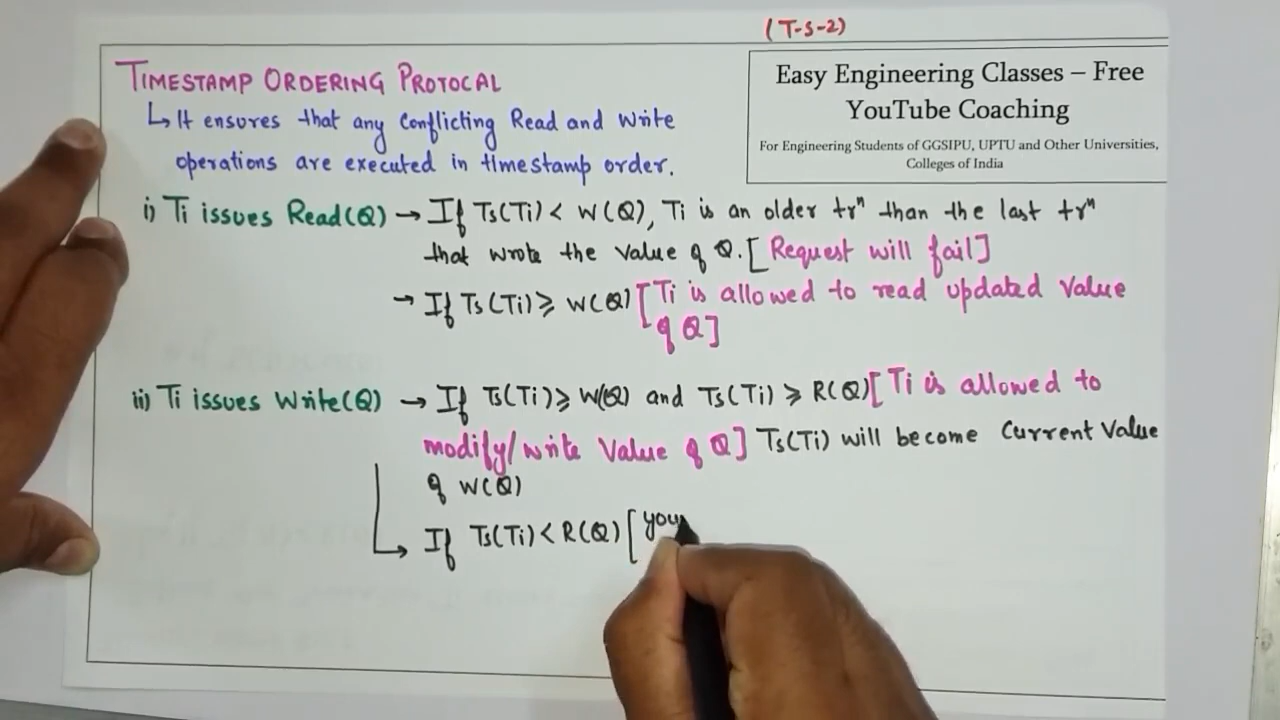 (T-S-2)
TIMESTAMP ORDERING PROTOCAL
Easy Engineering Classes – Free
YouTube Coaching
For Engineering Students of GGSIPU, UPTU and Other Universities,
Colleges of India
↳ It ensures that any Conflicting Read and Write
operations are executed in timestamp order.
i) Ti issues Read(Q) → If Ts(Ti) < W(Q), Ti is an older trⁿ than the last trⁿ
that wrote the value of Q. [Request will fail]
→ If Ts(Ti) ≥ W(Q) [Ti is allowed to read updated Value
of Q]
ii) Ti issues Write(Q) → If Ts(Ti) ≥ W(Q) and Ts(Ti) ≥ R(Q) [Ti is allowed to
modify/write Value of Q] Ts(Ti) will become Current Value
of W(Q)
→ If Ts(Ti) < R(Q) [you